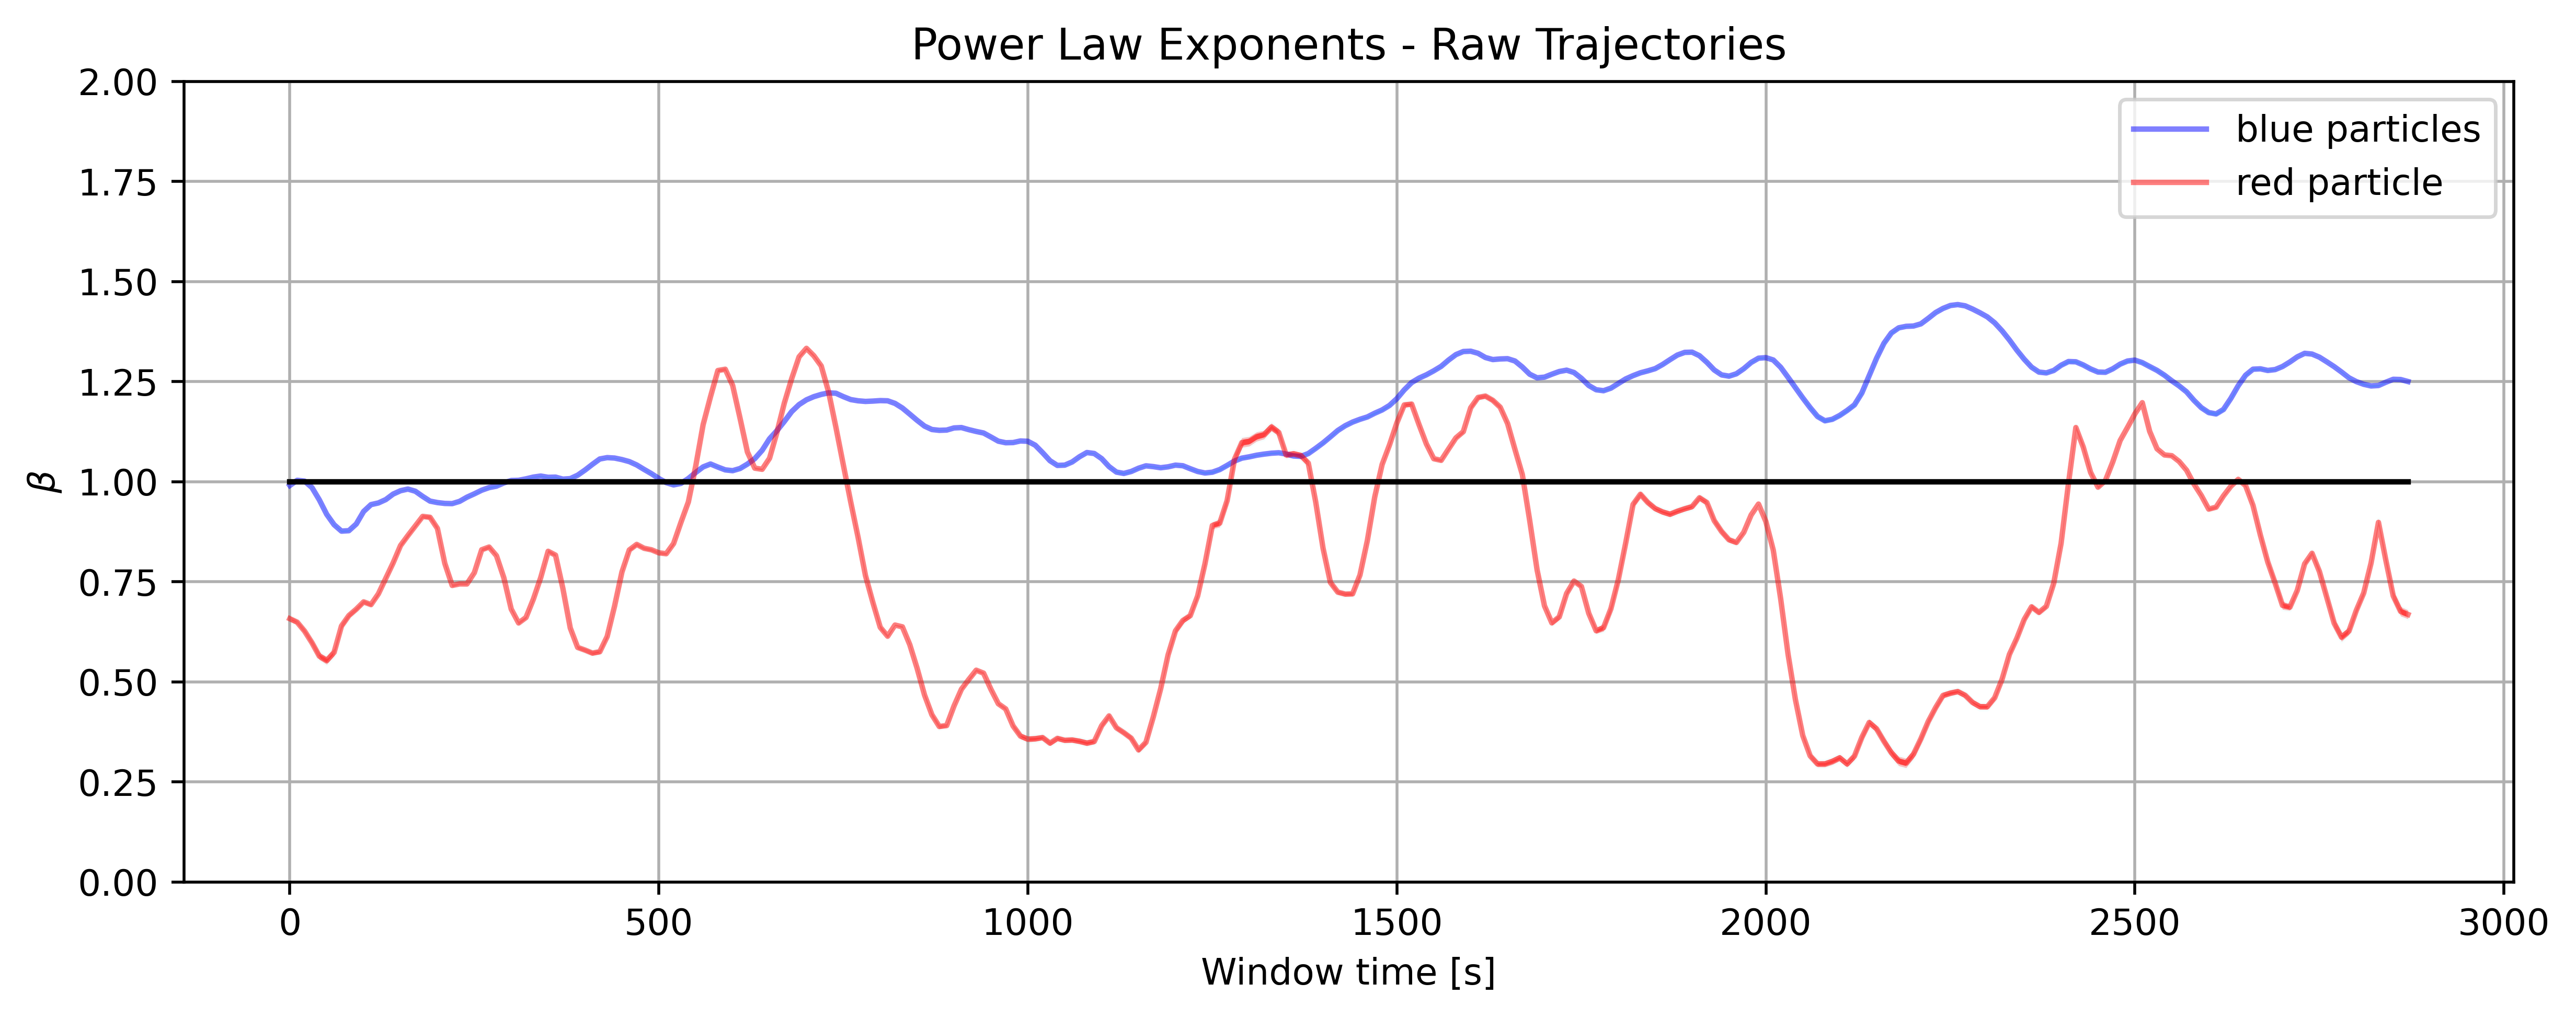 Power Law Exponents - Raw Trajectories
2.00
1.75
1.50
1.25
1.00
0.75
0.50
0.25
0.00
β
blue particles
red particle
0 500 1000 1500 2000 2500 3000
Window time [s]